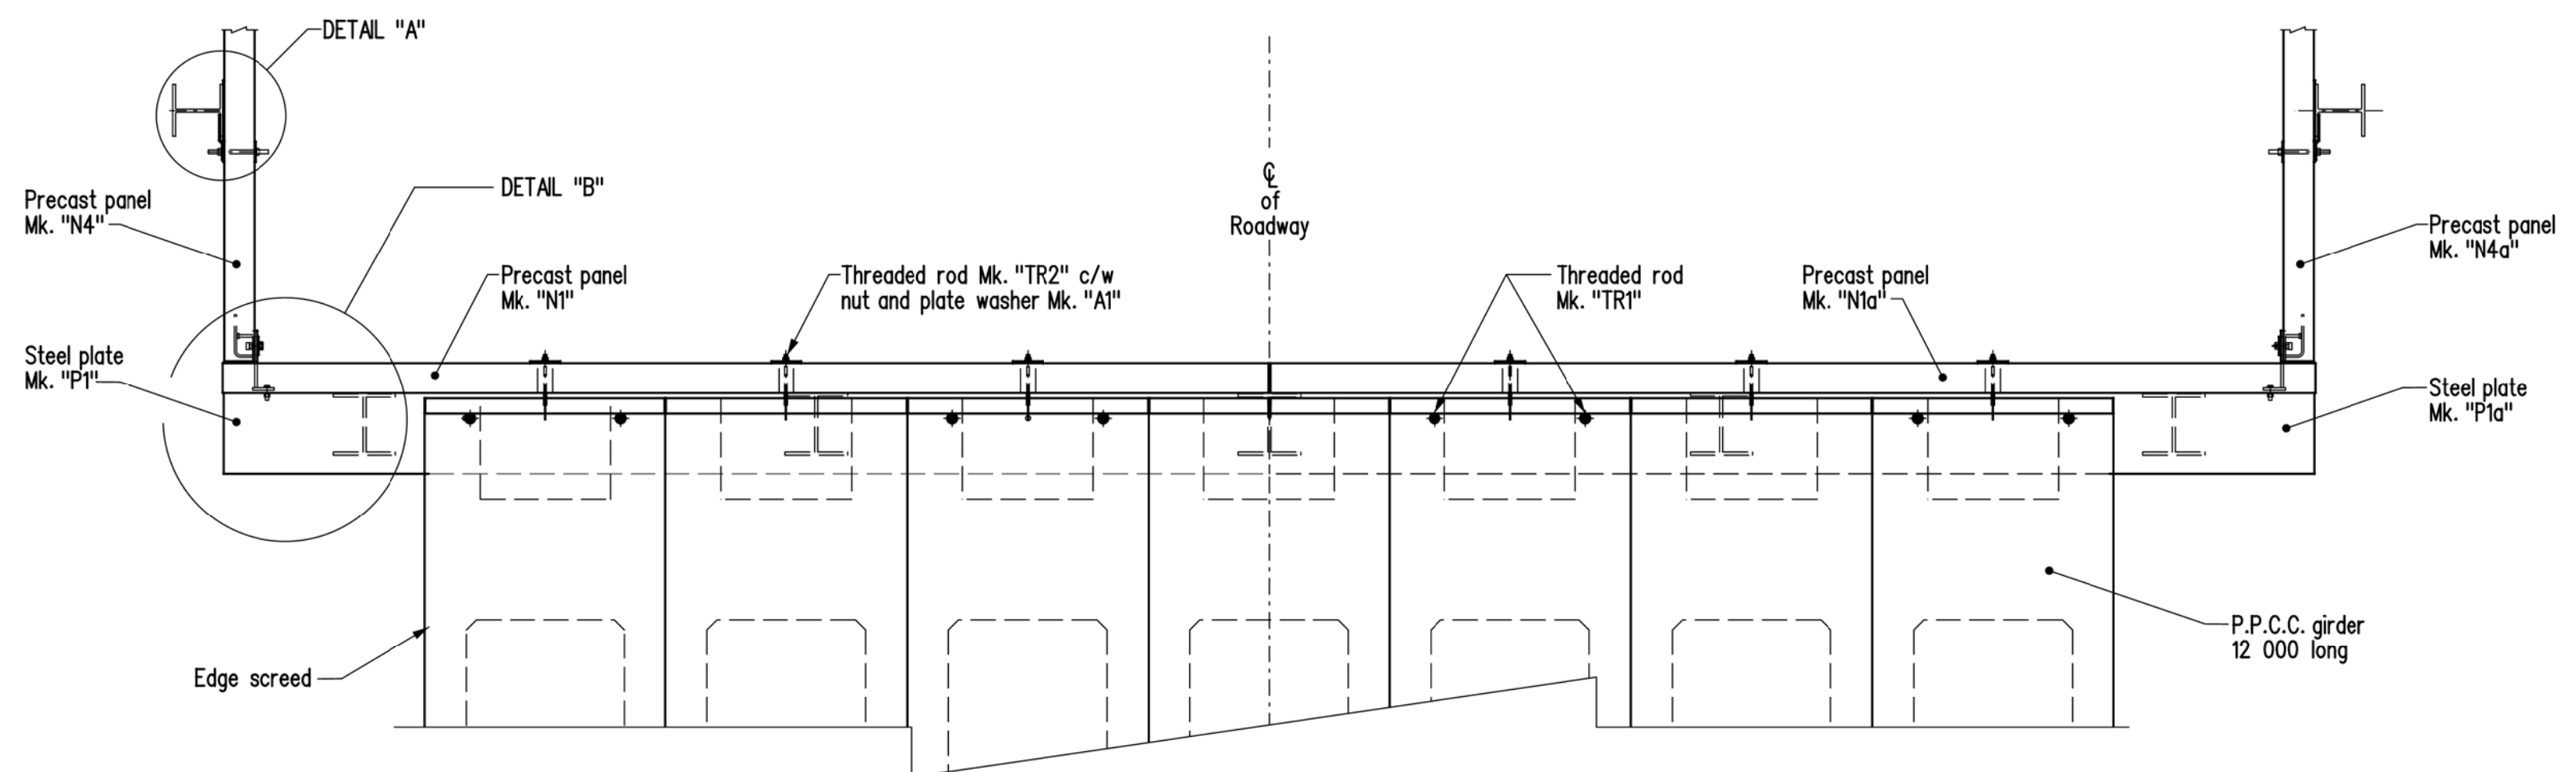 DETAIL "A"
DETAIL "B"
Precast panel
Mk. "N4"
℄
of
Roadway
Precast panel
Mk. "N4a"
Precast panel
Mk. "N1"
Threaded rod Mk. "TR2" c/w
nut and plate washer Mk. "A1"
Threaded rod
Mk. "TR1"
Precast panel
Mk. "N1a"
Steel plate
Mk. "P1"
Steel plate
Mk. "P1a"
Edge screed
P.P.C.C. girder
12 000 long